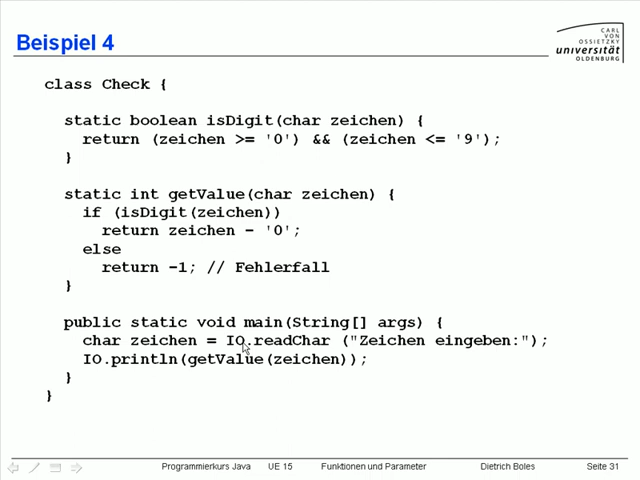 Beispiel 4
CARL
VON
OSSIETZKY
universität
OLDENBURG
class Check {
static boolean isDigit(char zeichen) {
return (zeichen >= '0') && (zeichen <= '9');
}
static int getValue(char zeichen) {
if (isDigit(zeichen))
return zeichen - '0';
else
return -1; // Fehlerfall
}
public static void main(String[] args) {
char zeichen = IO.readChar ("Zeichen eingeben:");
IO.println(getValue(zeichen));
}
}
Programmierkurs Java UE 15 Funktionen und Parameter Dietrich Boles Seite 31